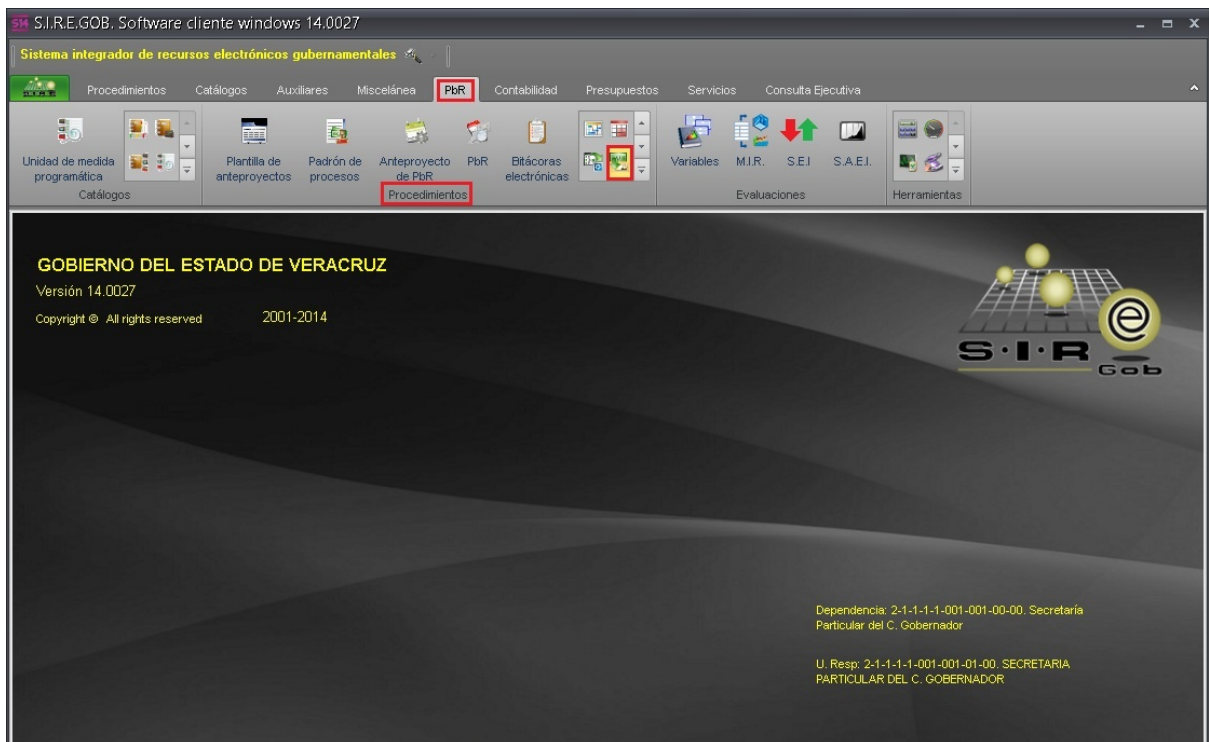 S14 S.I.R.E.GOB. Software cliente windows 14.0027
Sistema integrador de recursos electrónicos gubernamentales
Procedimientos Catálogos Auxiliares Miscelánea PbR Contabilidad Presupuestos Servicios Consulta Ejecutiva
Unidad de medida programática
Plantilla de anteproyectos
Padrón de procesos
Anteproyecto de PbR
PbR
Bitácoras electrónicas
Variables
M.I.R.
S.E.I
S.A.E.I.
Catálogos Procedimientos Evaluaciones Herramientas
GOBIERNO DEL ESTADO DE VERACRUZ
Versión 14.0027
Copyright © All rights reserved 2001-2014
S·I·R e
Gob
Dependencia: 2-1-1-1-1-001-001-00-00. Secretaría
Particular del C. Gobernador
U. Resp: 2-1-1-1-1-001-001-01-00. SECRETARIA
PARTICULAR DEL C. GOBERNADOR